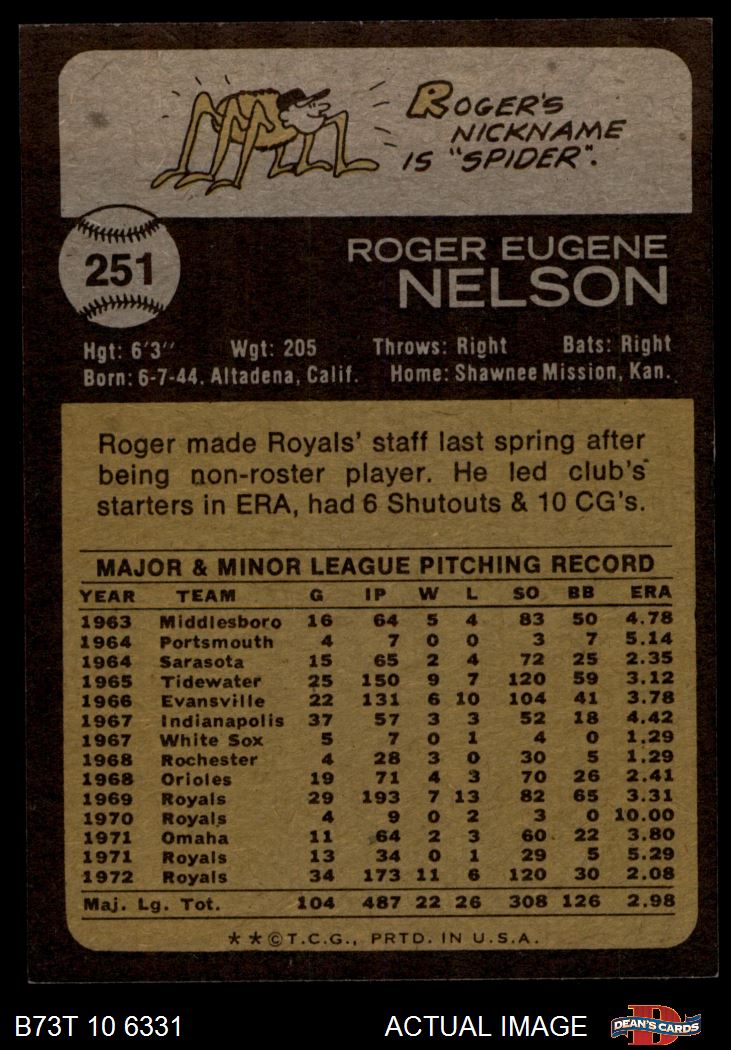 ROGER'S
NICKNAME
IS "SPIDER".
251
ROGER EUGENE
NELSON
Hgt: 6'3" Wgt: 205 Throws: Right Bats: Right
Born: 6-7-44, Altadena, Calif. Home: Shawnee Mission, Kan.
Roger made Royals' staff last spring after
being non-roster player. He led club's
starters in ERA, had 6 Shutouts & 10 CG's.
MAJOR & MINOR LEAGUE PITCHING RECORD
YEAR TEAM G IP W L SO BB ERA
1963 Middlesboro 16 64 5 4 83 50 4.78
1964 Portsmouth 4 7 0 0 3 7 5.14
1964 Sarasota 15 65 2 4 72 25 2.35
1965 Tidewater 25 150 9 7 120 59 3.12
1966 Evansville 22 131 6 10 104 41 3.78
1967 Indianapolis 37 57 3 3 52 18 4.42
1967 White Sox 5 7 0 1 4 0 1.29
1968 Rochester 4 28 3 0 30 5 1.29
1968 Orioles 19 71 4 3 70 26 2.41
1969 Royals 29 193 7 13 82 65 3.31
1970 Royals 4 9 0 2 3 0 10.00
1971 Omaha 11 64 2 3 60 22 3.80
1971 Royals 13 34 0 1 29 5 5.29
1972 Royals 34 173 11 6 120 30 2.08
Maj. Lg. Tot. 104 487 22 26 308 126 2.98
**©T.C.G., PRTD. IN U.S.A.
B73T 10 6331 ACTUAL IMAGE D DEAN'S CARDS